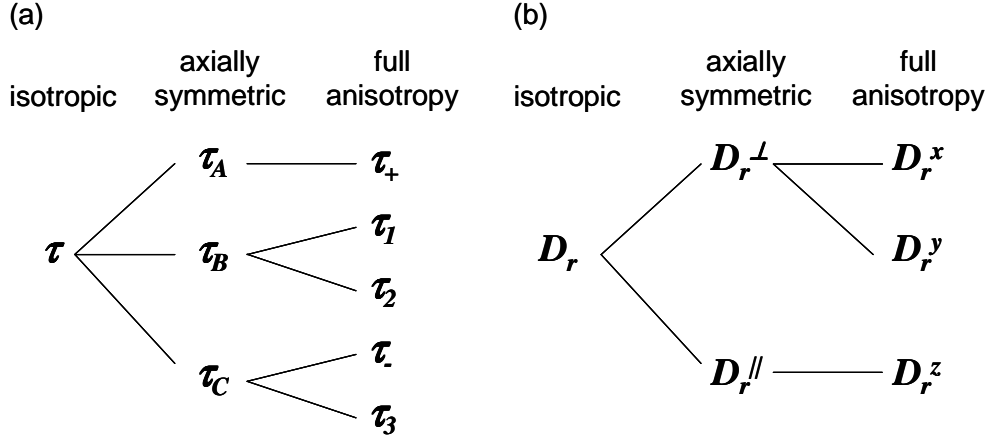 (a)
axially
full
isotropic
symmetric
anisotropy
τ
τ_A
τ_B
τ_C
τ_+
τ_1
τ_2
τ_-
τ_3
(b)
axially
full
isotropic
symmetric
anisotropy
D_r
D_r^⊥
D_r^//
D_r^x
D_r^y
D_r^z